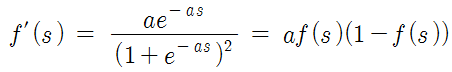 f′(s) = ae^{-as} / (1+e^{-as})² = af(s)(1−f(s))